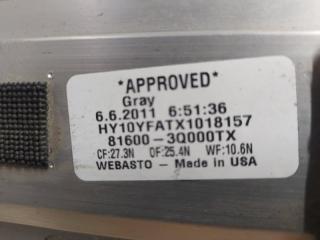 *APPROVED*
Gray
6.6.2011 6:51:36
HY10YFATX1018157
81600-3Q000TX
CF:27.3N OF:25.4N WF:10.6N
WEBASTO - Made in USA